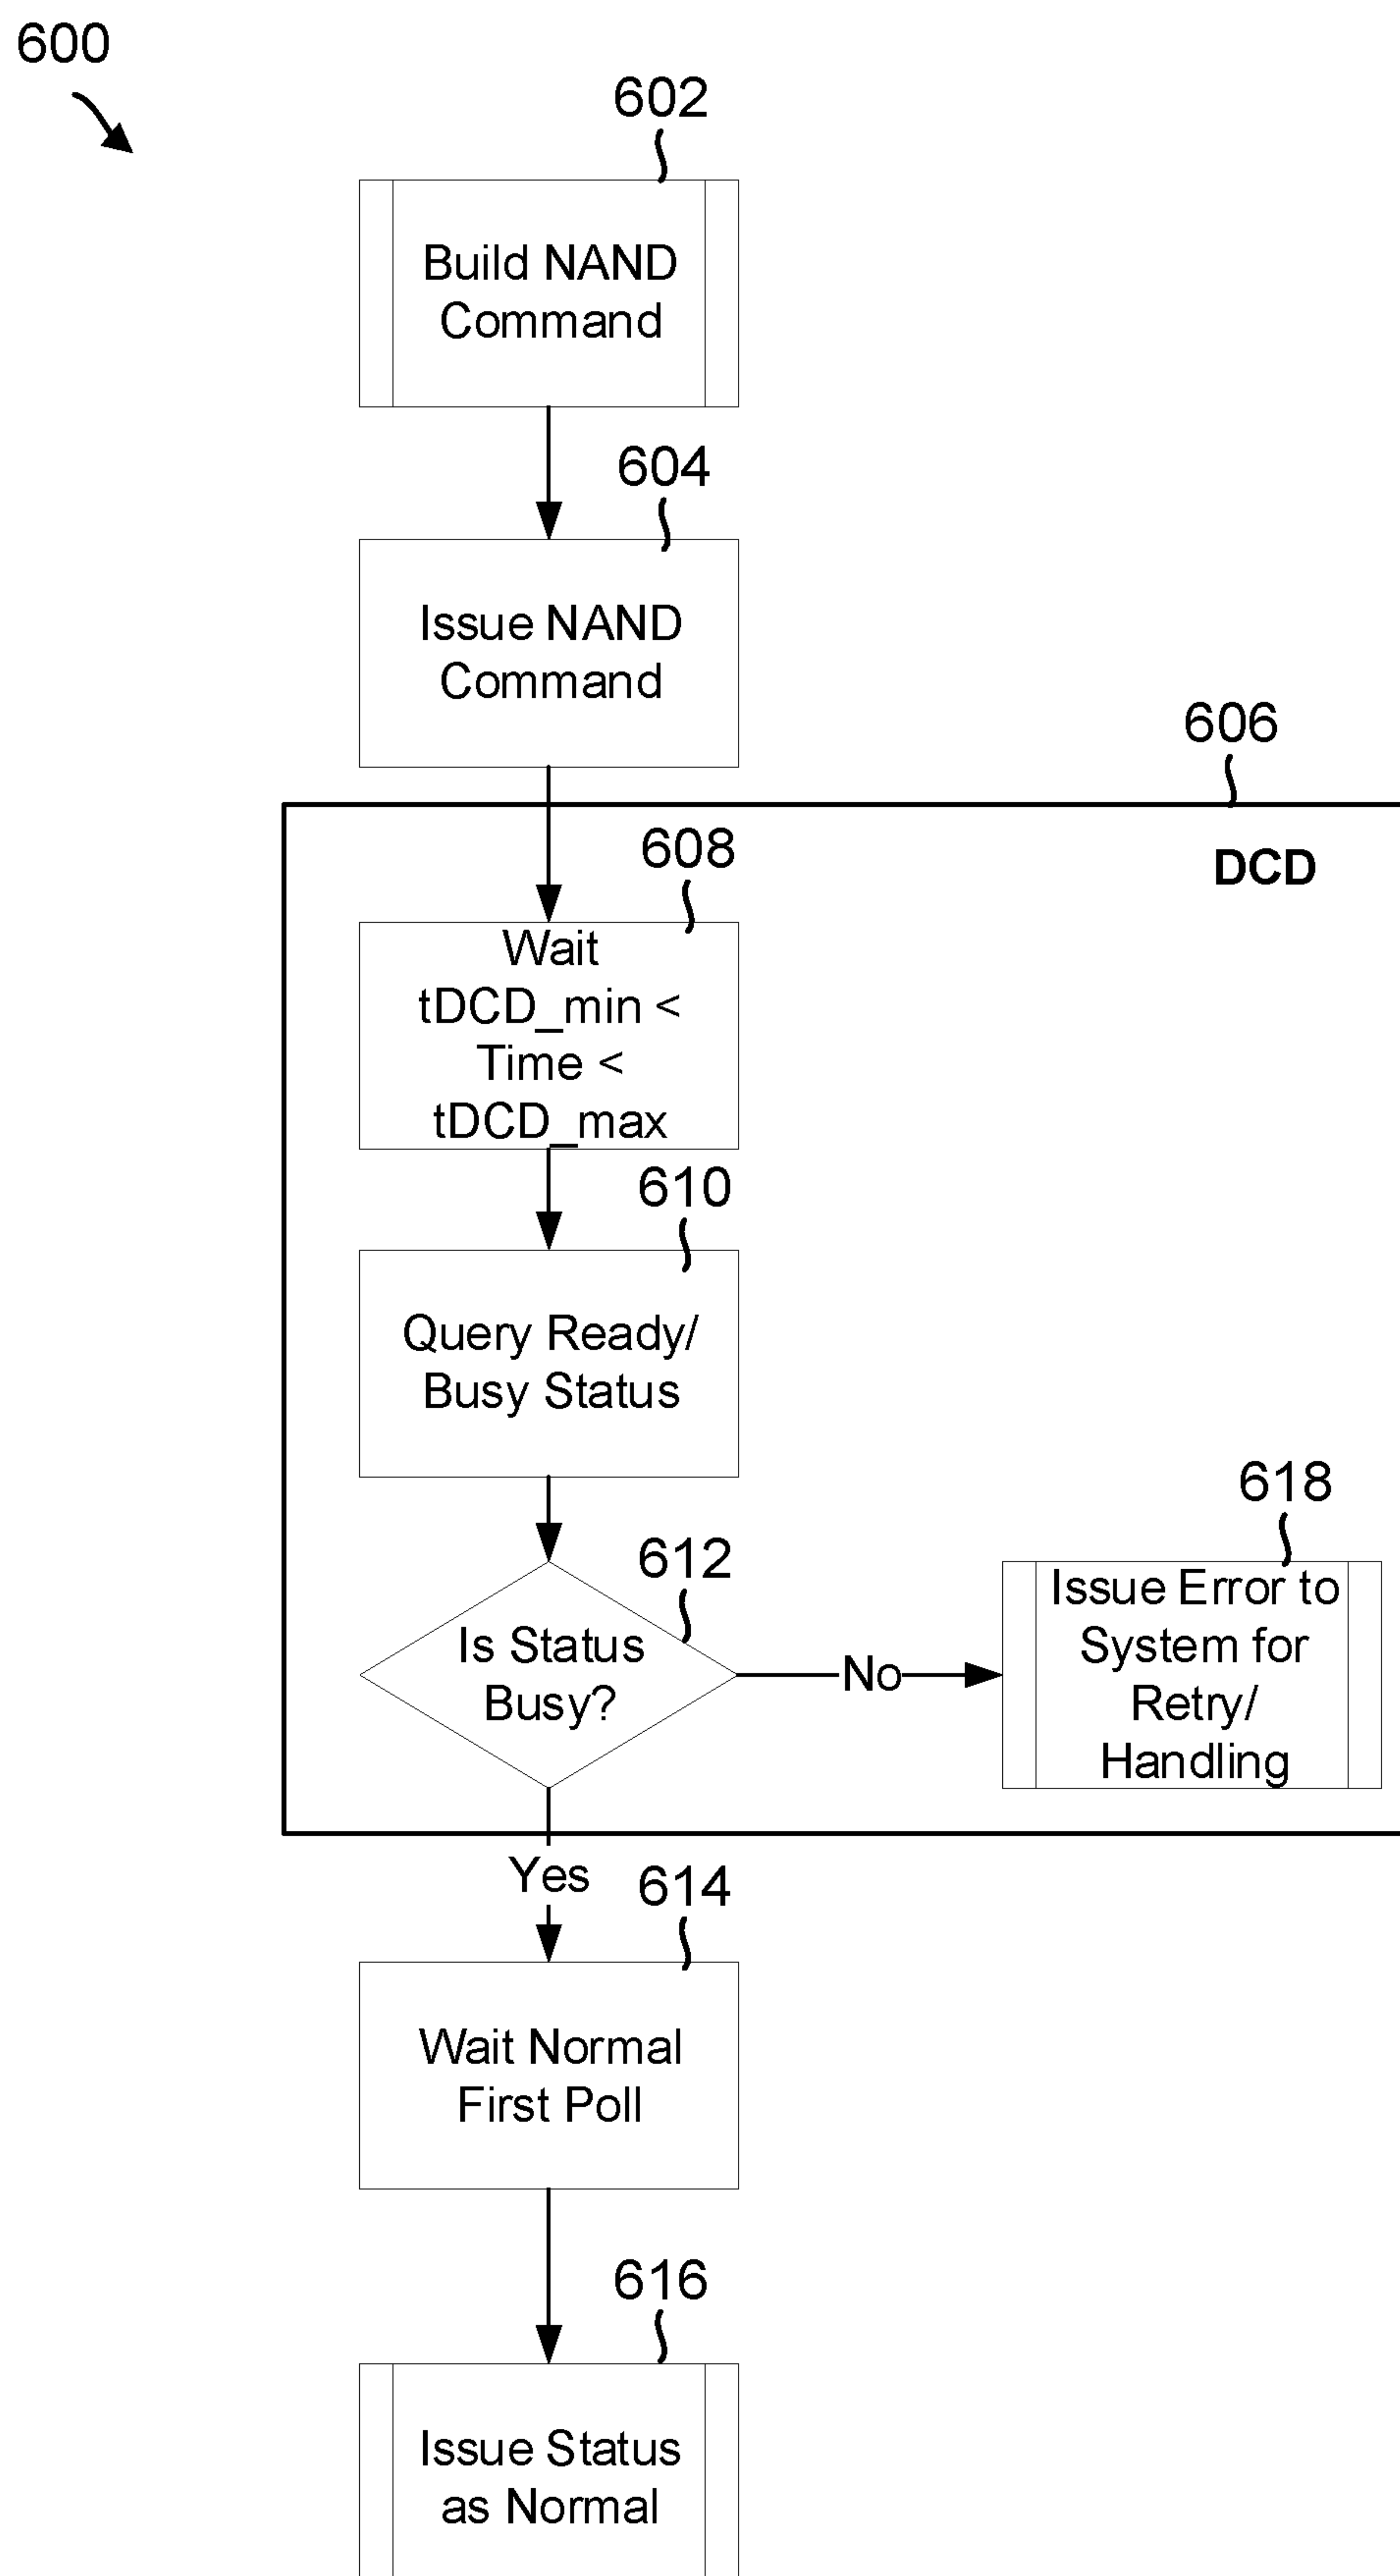 600
602
Build NAND
Command
604
Issue NAND
Command
606
DCD
608
Wait
tDCD_min <
Time <
tDCD_max
610
Query Ready/
Busy Status
612
Is Status
Busy?
No
618
Issue Error to
System for
Retry/
Handling
Yes
614
Wait Normal
First Poll
616
Issue Status
as Normal